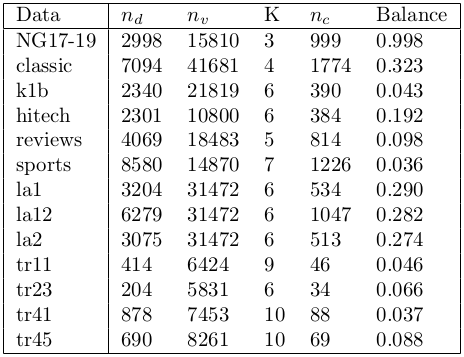 Data n_d n_v K n_c Balance
NG17-19 2998 15810 3 999 0.998
classic 7094 41681 4 1774 0.323
k1b 2340 21819 6 390 0.043
hitech 2301 10800 6 384 0.192
reviews 4069 18483 5 814 0.098
sports 8580 14870 7 1226 0.036
la1 3204 31472 6 534 0.290
la12 6279 31472 6 1047 0.282
la2 3075 31472 6 513 0.274
tr11 414 6424 9 46 0.046
tr23 204 5831 6 34 0.066
tr41 878 7453 10 88 0.037
tr45 690 8261 10 69 0.088